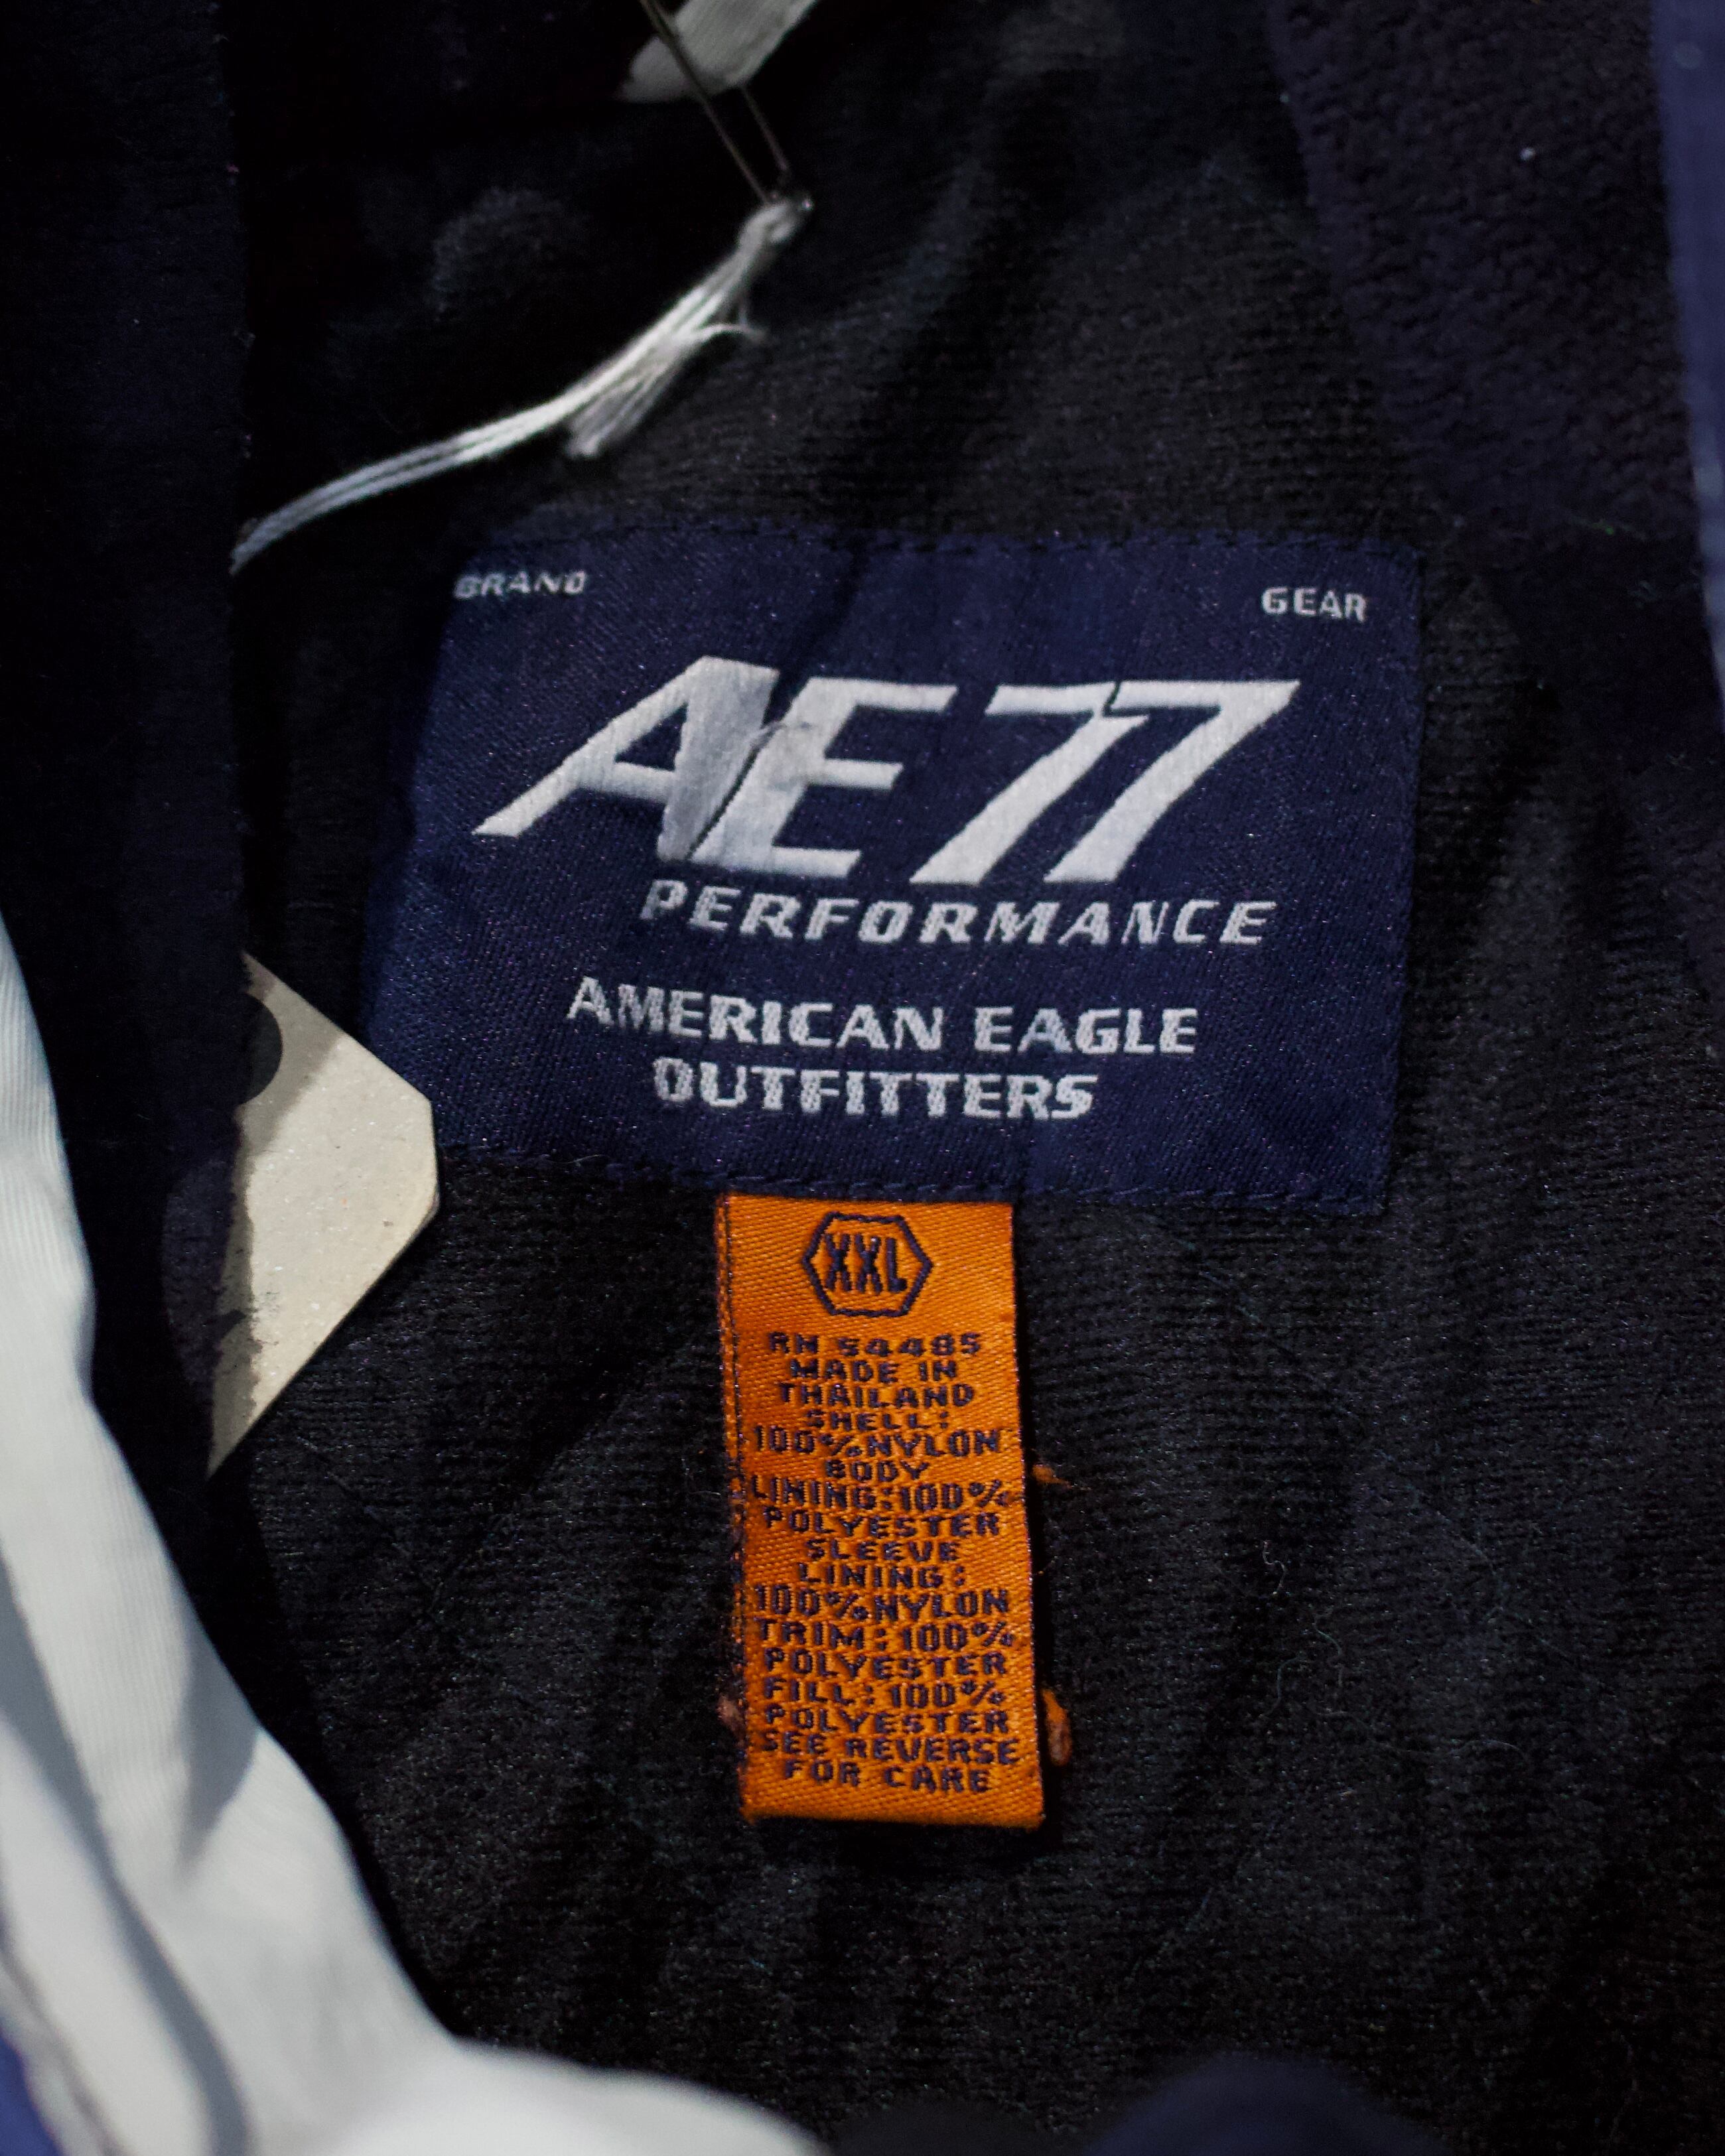 BRAND
GEAR
AE77
PERFORMANCE
AMERICAN EAGLE
OUTFITTERS
XXL
RN 54485
MADE IN
THAILAND
SHELL:
100% NYLON
BODY
LINING:100%
POLYESTER
SLEEVE
LINING:
100% NYLON
TRIM:100%
POLYESTER
FILL:100%
POLYESTER
SEE REVERSE
FOR CARE